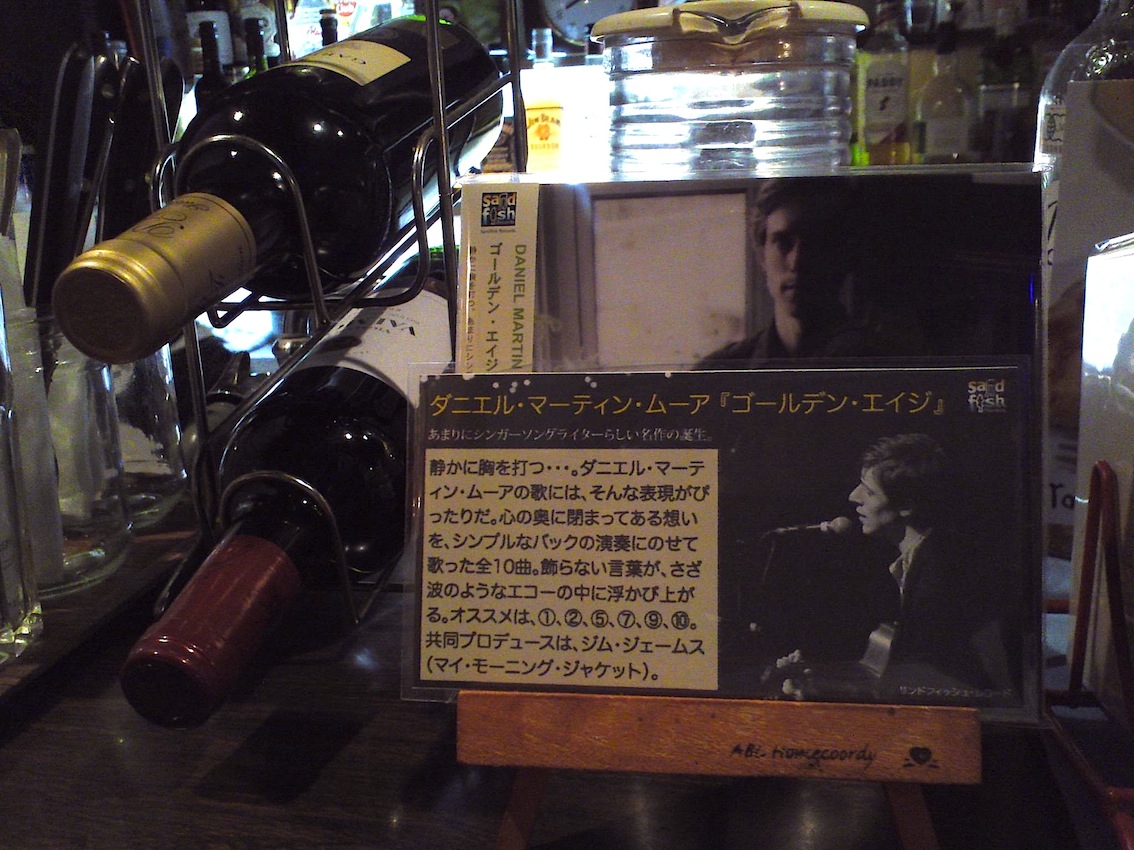 JIM BEAM
PADDY
sand
fish
DANIEL MARTIN
ゴールデン・エイジ
ダニエル・マーティン・ムーア『ゴールデン・エイジ』
sand
fish
あまりにシンガーソングライターらしい名作の誕生。
静かに胸を打つ・・・。ダニエル・マーテ
ィン・ムーアの歌には、そんな表現がぴ
ったりだ。心の奥に閉まってある想い
を、シンプルなバックの演奏にのせて
歌った全10曲。飾らない言葉が、さざ
波のようなエコーの中に浮かび上が
る。オススメは、①、②、⑤、⑦、⑨、⑩。
共同プロデュースは、ジム・ジェームス
（マイ・モーニング・ジャケット）。
サンドフィッシュ・レコード
ABC Homecoordy